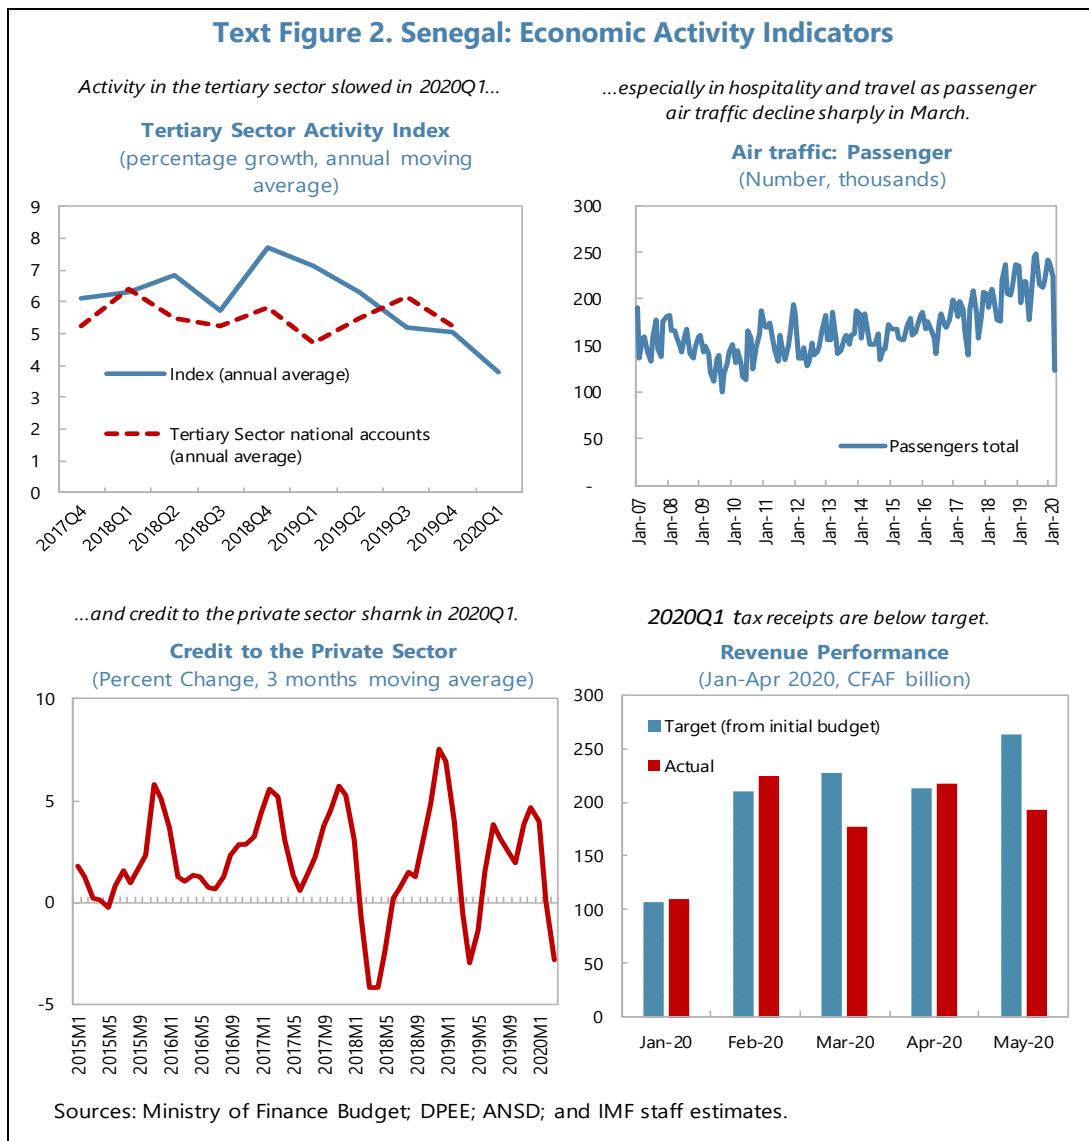 Text Figure 2. Senegal: Economic Activity Indicators
Activity in the tertiary sector slowed in 2020Q1...
Tertiary Sector Activity Index
(percentage growth, annual moving
average)
9
8
7
6
5
4
3
2
1
0
Index (annual average)
Tertiary Sector national accounts
(annual average)
2017Q4
2018Q1
2018Q2
2018Q3
2018Q4
2019Q1
2019Q2
2019Q3
2019Q4
2020Q1
...especially in hospitality and travel as passenger
air traffic decline sharply in March.
Air traffic: Passenger
(Number, thousands)
300
250
200
150
100
50
-
Passengers total
Jan-07
Jan-08
Jan-09
Jan-10
Jan-11
Jan-12
Jan-13
Jan-14
Jan-15
Jan-16
Jan-17
Jan-18
Jan-19
Jan-20
...and credit to the private sector sharnk in 2020Q1.
Credit to the Private Sector
(Percent Change, 3 months moving average)
10
5
0
-5
2015M1
2015M5
2015M9
2016M1
2016M5
2016M9
2017M1
2017M5
2017M9
2018M1
2018M5
2018M9
2019M1
2019M5
2019M9
2020M1
2020Q1 tax receipts are below target.
Revenue Performance
(Jan-Apr 2020, CFAF billion)
300
250
200
150
100
50
0
Target (from initial budget)
Actual
Jan-20
Feb-20
Mar-20
Apr-20
May-20
Sources: Ministry of Finance Budget; DPEE; ANSD; and IMF staff estimates.